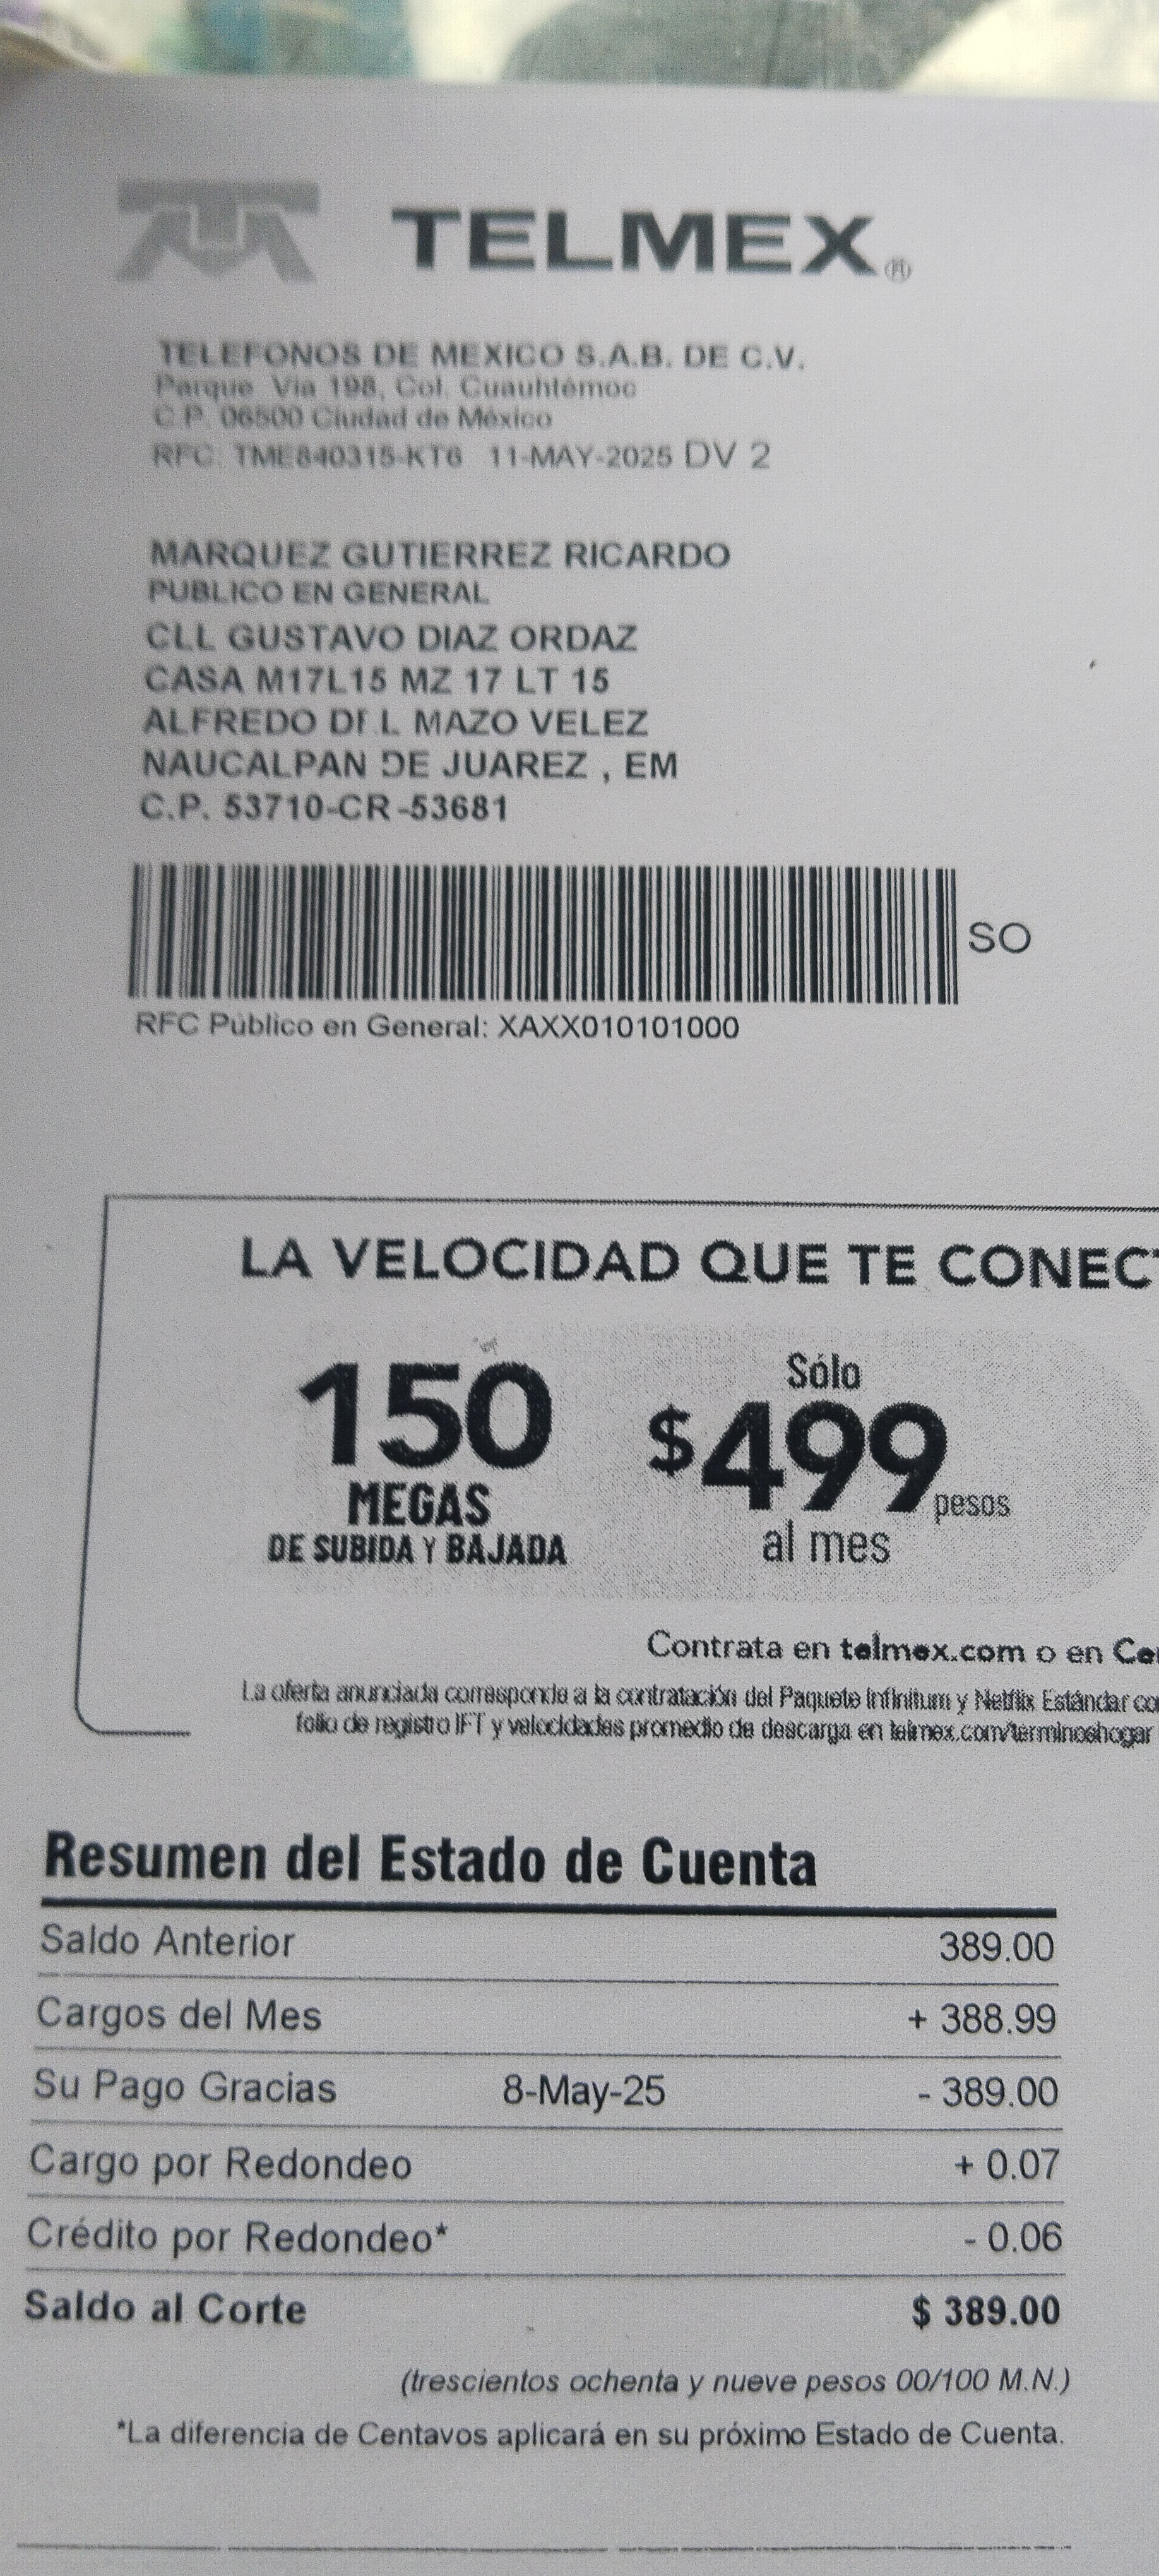 TELMEX®
TELEFONOS DE MEXICO S.A.B. DE C.V.
Parque Via 198, Col. Cuauhtémoc
C.P. 06500 Ciudad de México
RFC: TME840315-KT6 11-MAY-2025 DV 2
MARQUEZ GUTIERREZ RICARDO
PUBLICO EN GENERAL
CLL GUSTAVO DIAZ ORDAZ
CASA M17L15 MZ 17 LT 15
ALFREDO DEL MAZO VELEZ
NAUCALPAN DE JUAREZ , EM
C.P. 53710-CR -53681
SO
RFC Público en General: XAXX010101000
LA VELOCIDAD QUE TE CONECT
150 MEGAS DE SUBIDA Y BAJADA
Sólo $499 pesos al mes
Contrata en telmex.com o en Ce
La oferta anunciada corresponde a la contratación del Paquete Infinitum y Netflix Estándar co
folio de registro IFT y velocidades promedio de descarga en telmex.com/terminoshogar
Resumen del Estado de Cuenta
Saldo Anterior 389.00
Cargos del Mes + 388.99
Su Pago Gracias 8-May-25 - 389.00
Cargo por Redondeo + 0.07
Crédito por Redondeo* - 0.06
Saldo al Corte $ 389.00
(trescientos ochenta y nueve pesos 00/100 M.N.)
*La diferencia de Centavos aplicará en su próximo Estado de Cuenta.